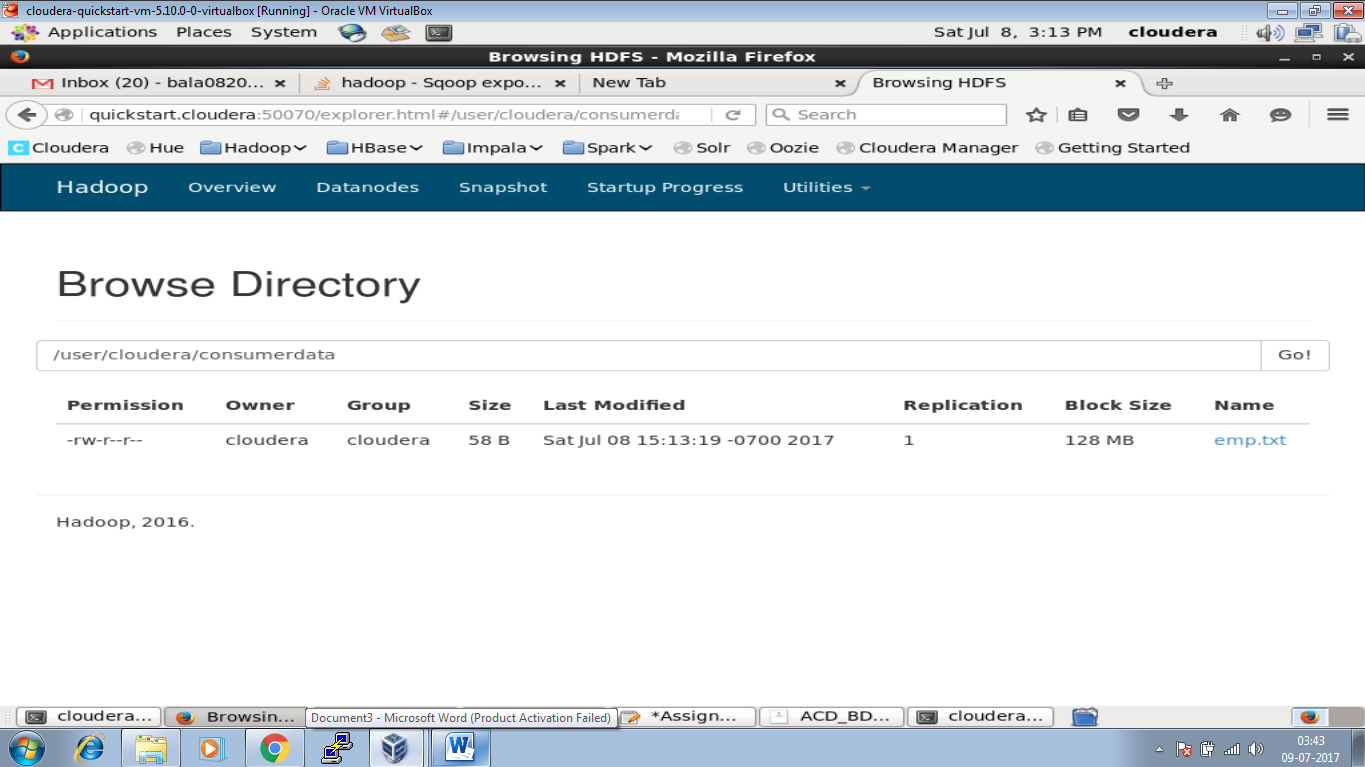 cloudera-quickstart-vm-5.10.0-0-virtualbox [Running] - Oracle VM VirtualBox
Applications Places System Sat Jul 8, 3:13 PM cloudera
Browsing HDFS - Mozilla Firefox
Inbox (20) - bala0820... hadoop - Sqoop expo... New Tab Browsing HDFS
quickstart.cloudera:50070/explorer.html#/user/cloudera/consumerda Search
Cloudera Hue Hadoop HBase Impala Spark Solr Oozie Cloudera Manager Getting Started
Hadoop Overview Datanodes Snapshot Startup Progress Utilities
Browse Directory
/user/cloudera/consumerdata Go!
Permission Owner Group Size Last Modified Replication Block Size Name
-rw-r--r-- cloudera cloudera 58 B Sat Jul 08 15:13:19 -0700 2017 1 128 MB emp.txt
Hadoop, 2016.
cloudera... Browsin... Document3 - Microsoft Word (Product Activation Failed) *Assign... ACD_BD... cloudera...
03:43
09-07-2017